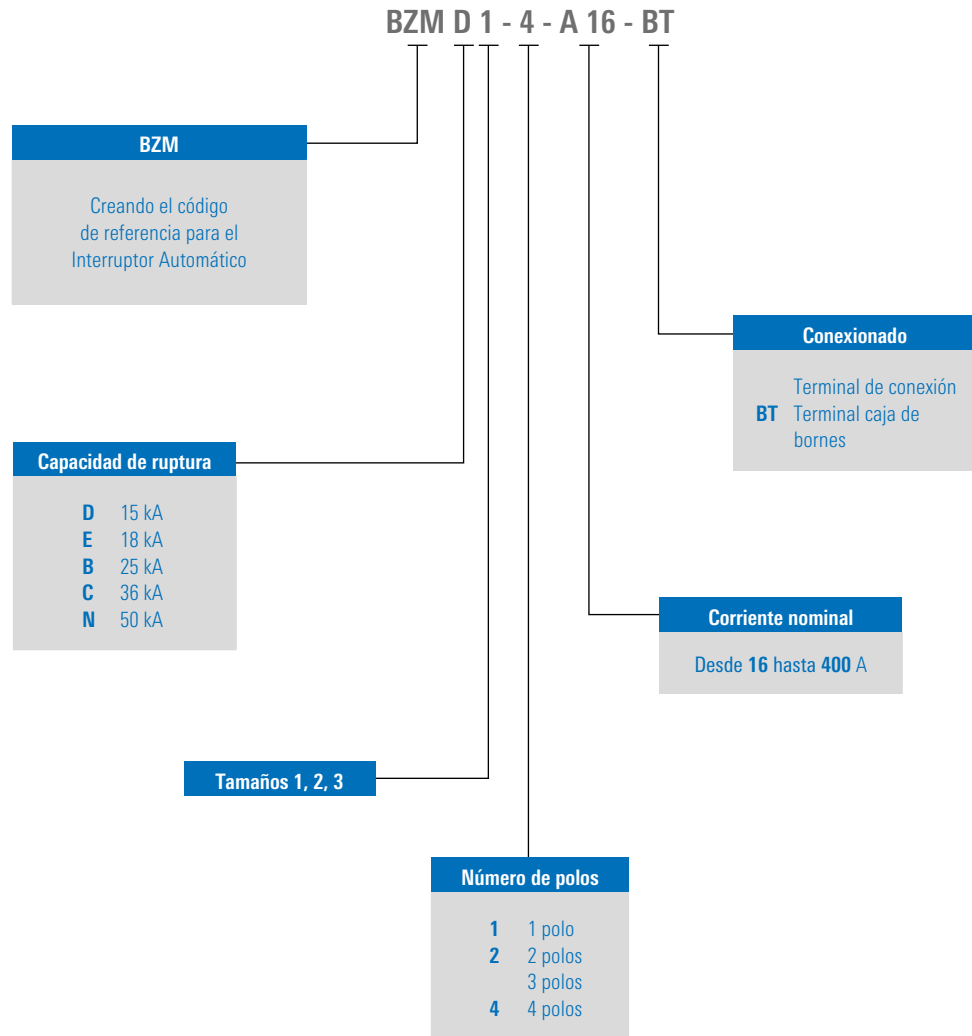 BZM D 1 - 4 - A 16 - BT
BZM
Creando el código
de referencia para el
Interruptor Automático
Conexionado
Terminal de conexión
BT Terminal caja de
bornes
Capacidad de ruptura
D 15 kA
E 18 kA
B 25 kA
C 36 kA
N 50 kA
Corriente nominal
Desde 16 hasta 400 A
Tamaños 1, 2, 3
Número de polos
1 1 polo
2 2 polos
3 polos
4 4 polos